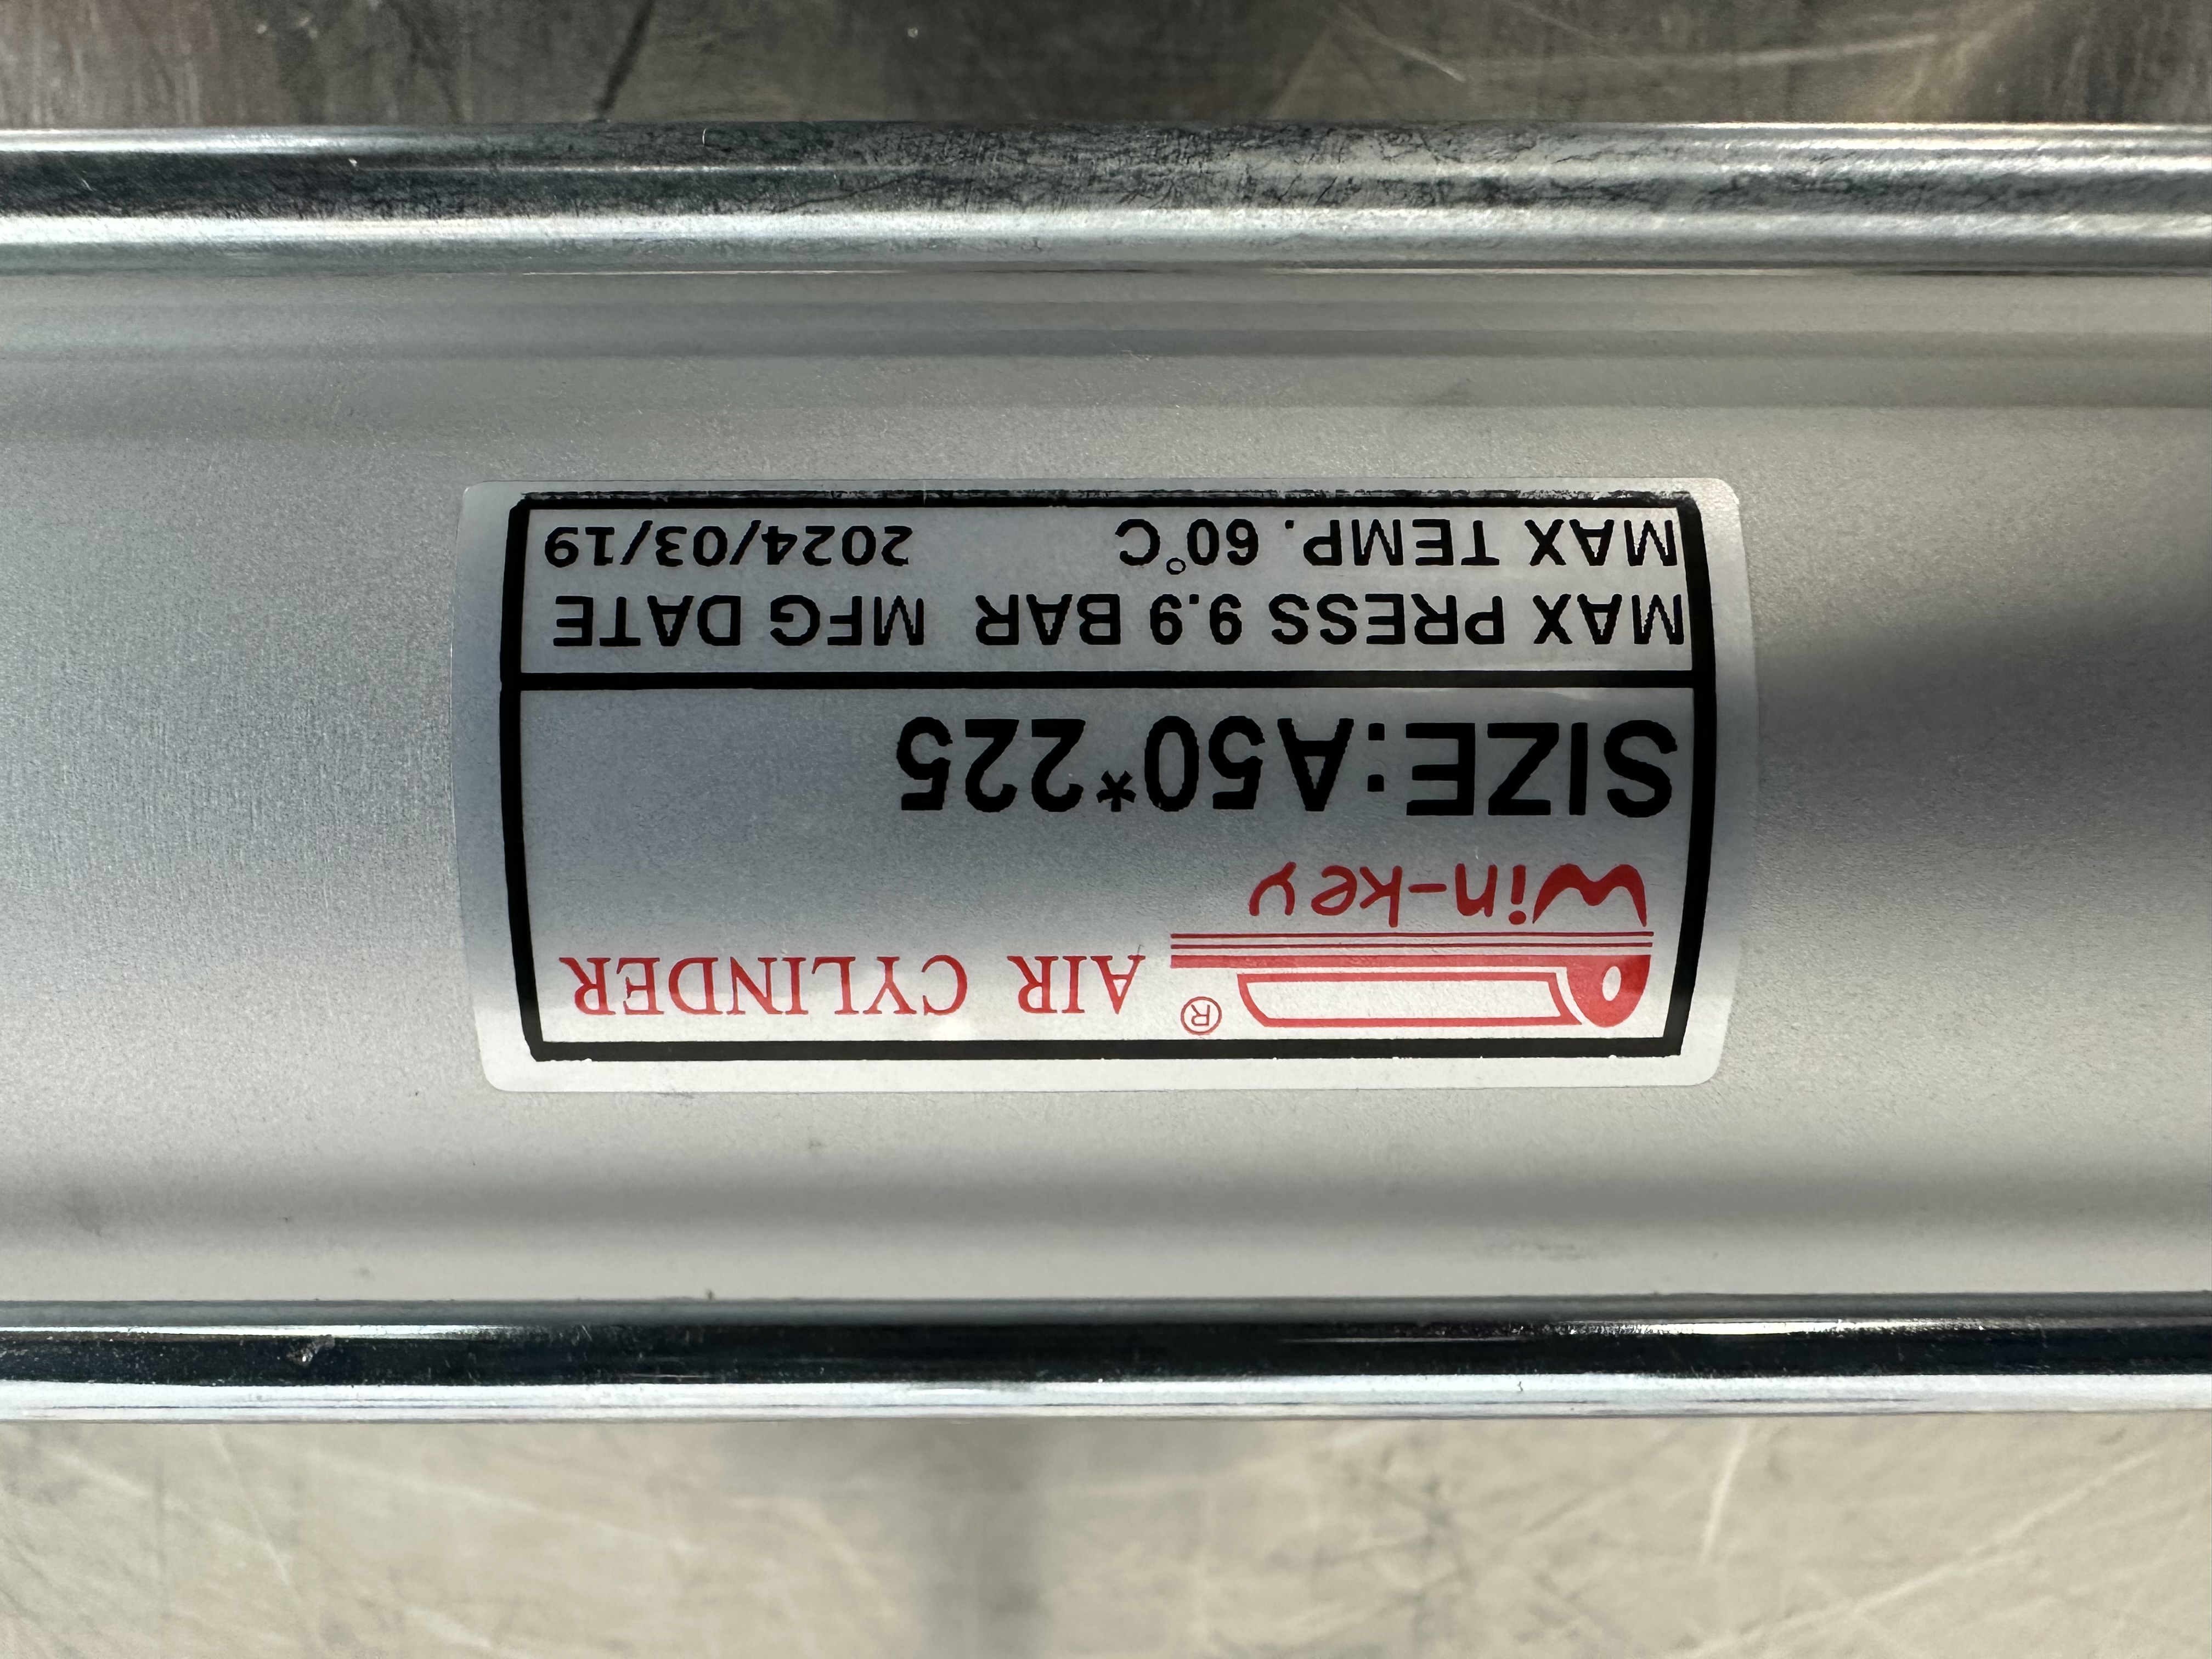 ® AIR CYLINDER
Win-key
SIZE:A50*225
MAX PRESS 9.9 BAR MFG DATE
MAX TEMP. 60°C 2024/03/19